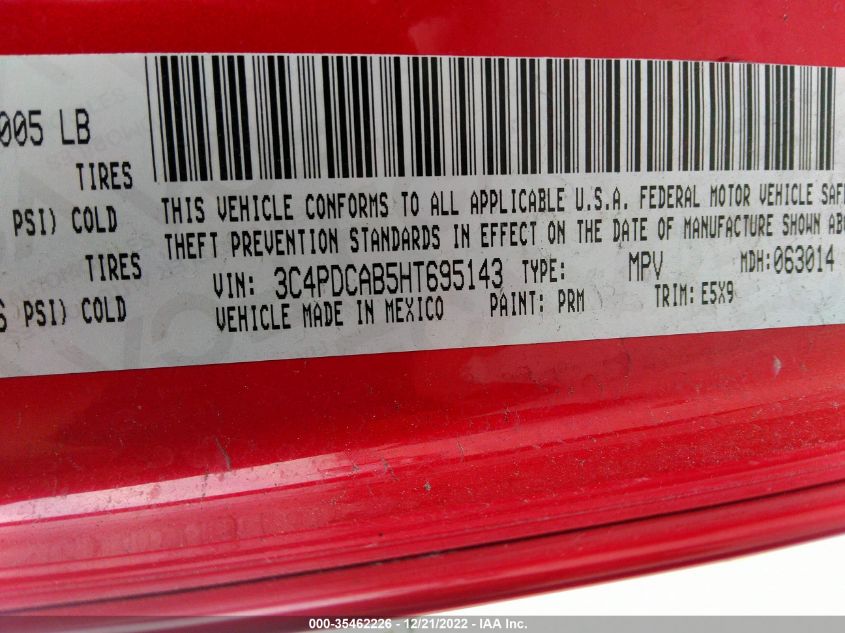 005 LB
TIRES
PSI) COLD
TIRES
PSI) COLD
THIS VEHICLE CONFORMS TO ALL APPLICABLE U.S.A. FEDERAL MOTOR VEHICLE SAFE
THEFT PREVENTION STANDARDS IN EFFECT ON THE DATE OF MANUFACTURE SHOWN ABO
VIN: 3C4PDCAB5HT695143 TYPE: MPV MDH:063014
VEHICLE MADE IN MEXICO PAINT: PRM TRIM: E5X9
000-35462226 - 12/21/2022 - IAA Inc.